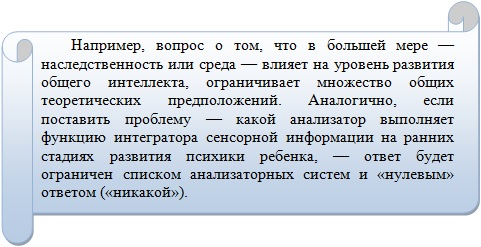 Например, вопрос о том, что в большей мере —
наследственность или среда — влияет на уровень развития
общего интеллекта, ограничивает множество общих
теоретических предположений. Аналогично, если
поставить проблему — какой анализатор выполняет
функцию интегратора сенсорной информации на ранних
стадиях развития психики ребенка, — ответ будет
ограничен списком анализаторных систем и «нулевым»
ответом («никакой»).